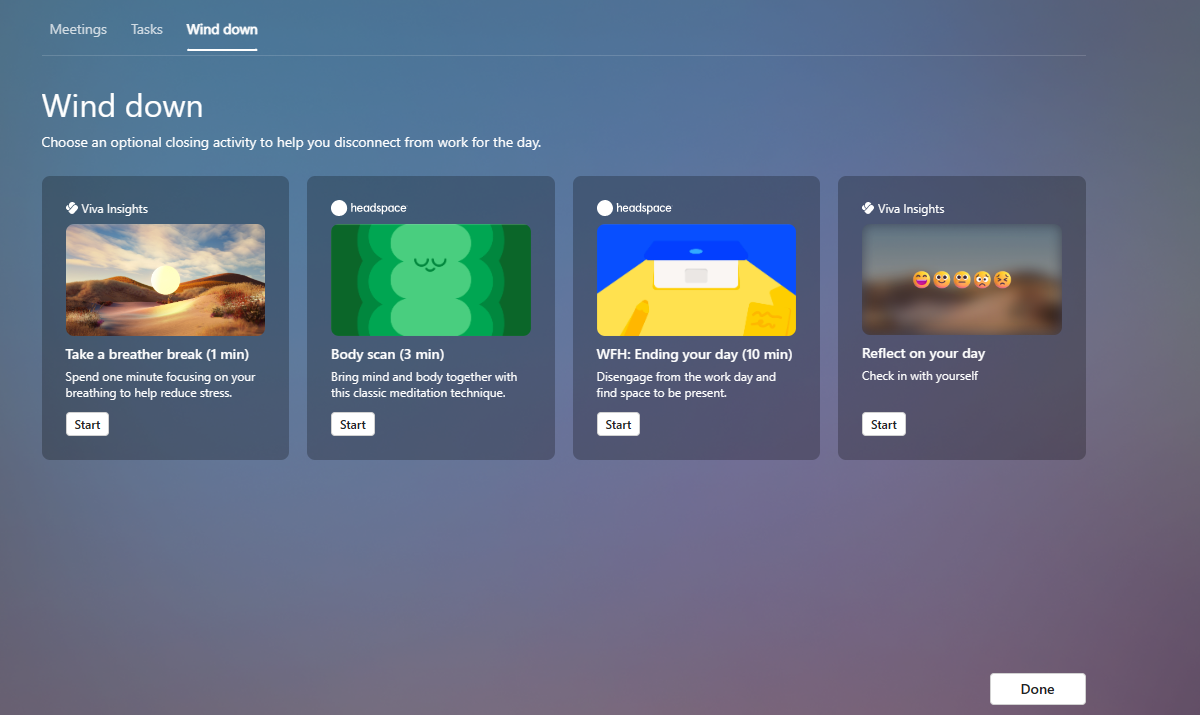 Meetings Tasks Wind down
Wind down
Choose an optional closing activity to help you disconnect from work for the day.
Viva Insights
Take a breather break (1 min)
Spend one minute focusing on your
breathing to help reduce stress.
Start
headspace
Body scan (3 min)
Bring mind and body together with
this classic meditation technique.
Start
headspace
WFH: Ending your day (10 min)
Disengage from the work day and
find space to be present.
Start
Viva Insights
Reflect on your day
Check in with yourself
Start
Done